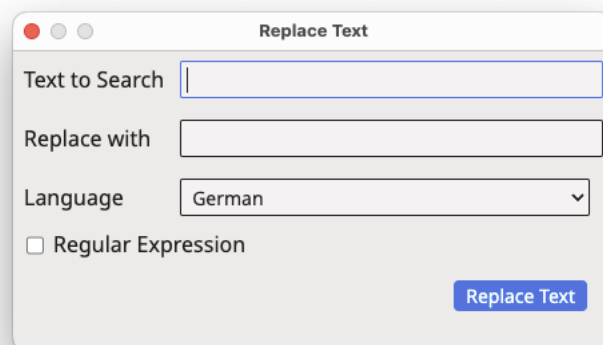 Replace Text
Text to Search
Replace with
Language German
Regular Expression
Replace Text